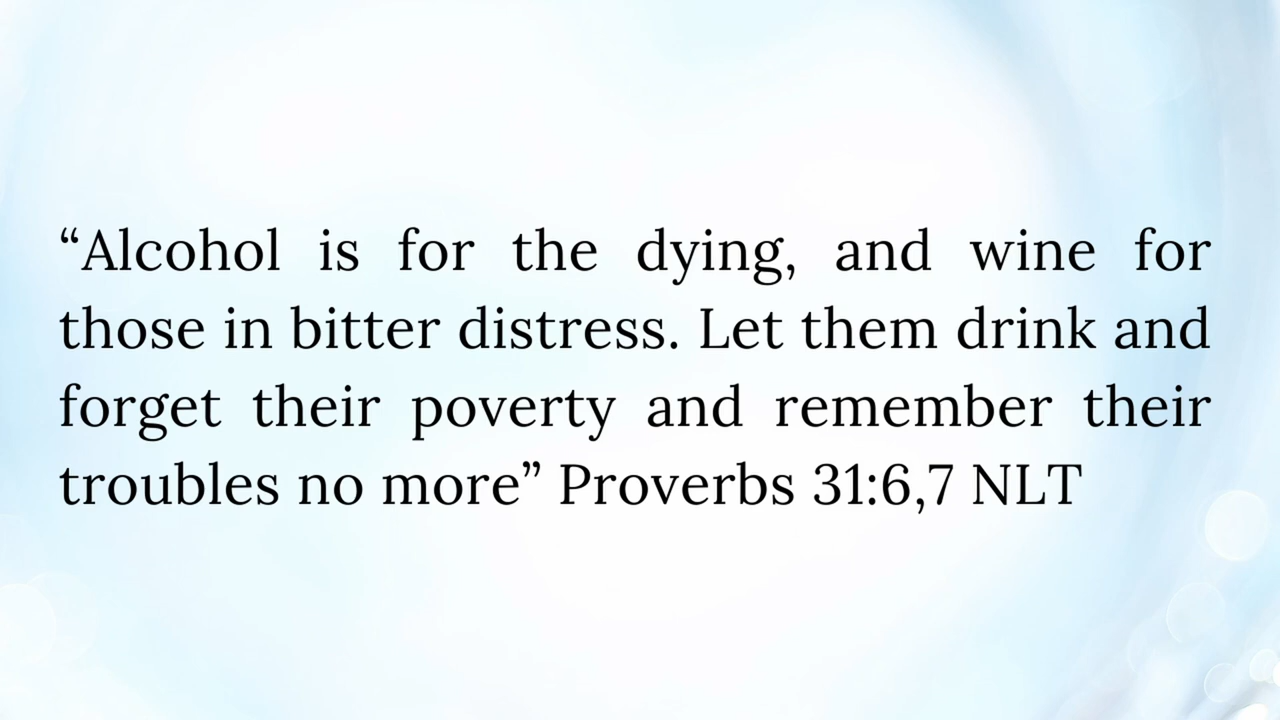 “Alcohol is for the dying, and wine for
those in bitter distress. Let them drink and
forget their poverty and remember their
troubles no more” Proverbs 31:6,7 NLT